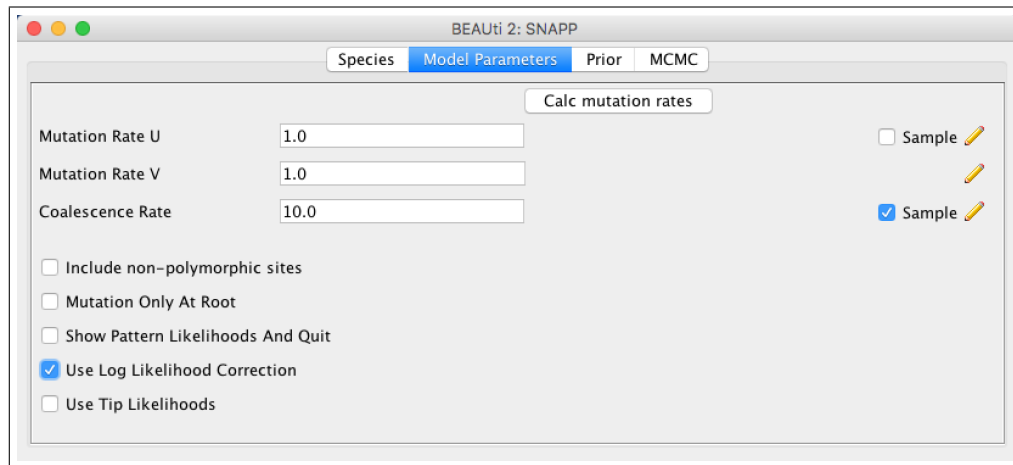 BEAUti 2: SNAPP
Species Model Parameters Prior MCMC
Calc mutation rates
Mutation Rate U 1.0 Sample
Mutation Rate V 1.0
Coalescence Rate 10.0 Sample
Include non-polymorphic sites
Mutation Only At Root
Show Pattern Likelihoods And Quit
Use Log Likelihood Correction
Use Tip Likelihoods